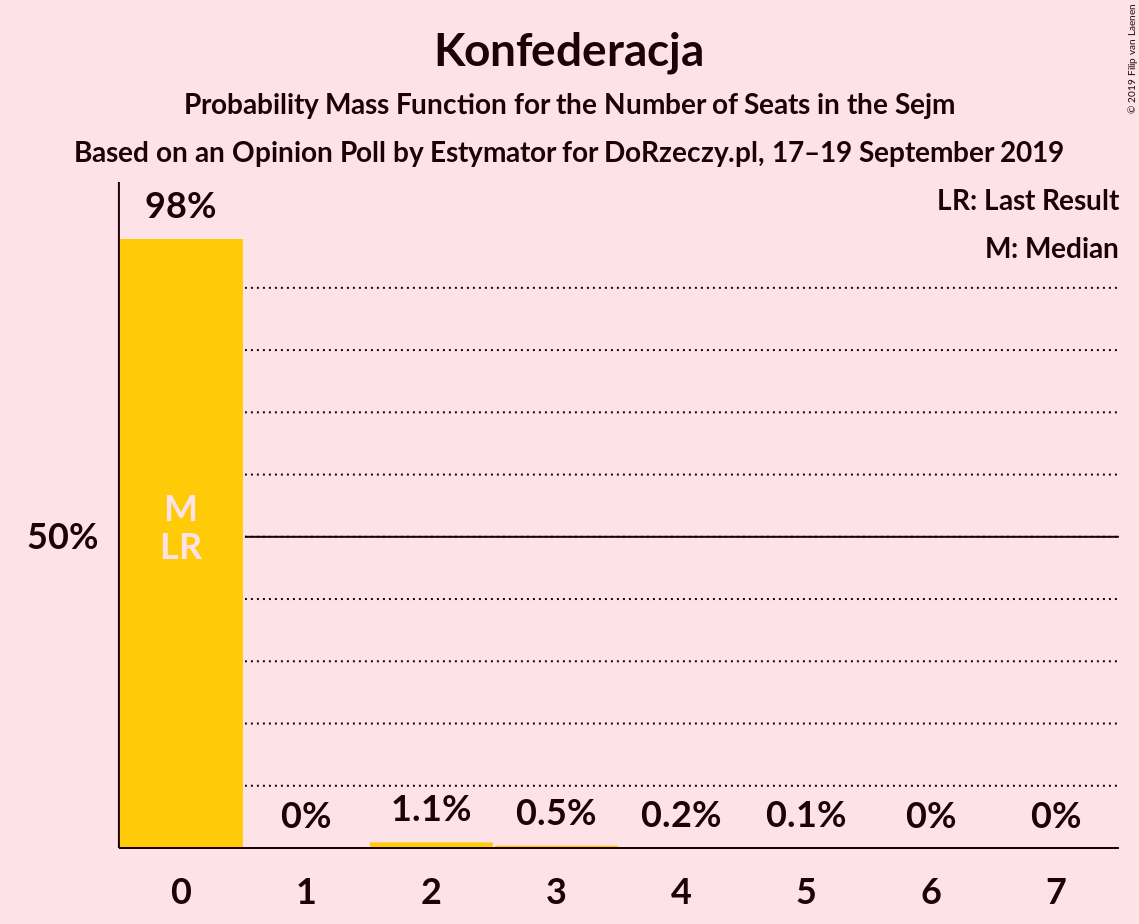 Konfederacja
Probability Mass Function for the Number of Seats in the Sejm
Based on an Opinion Poll by Estymator for DoRzeczy.pl, 17–19 September 2019
© 2019 Filip van Laenen
LR: Last Result
M: Median
98%
50%
M
LR
0%
1.1%
0.5%
0.2%
0.1%
0%
0%
0
1
2
3
4
5
6
7